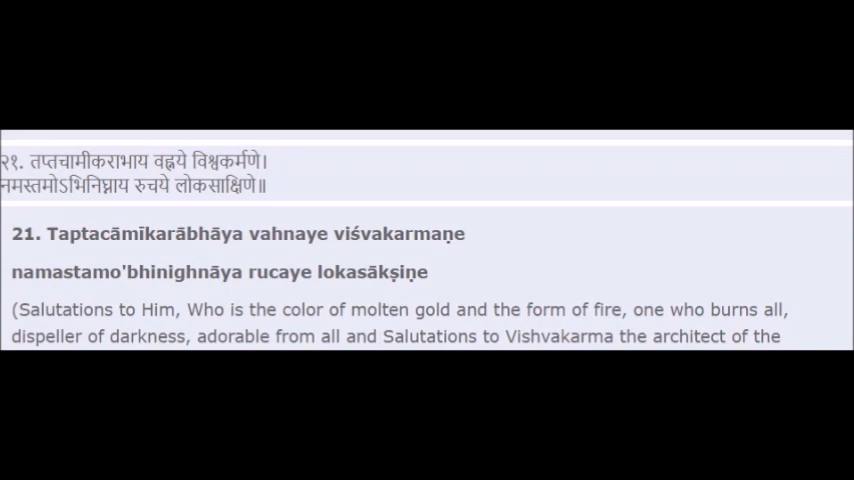 २१. तप्तचामीकराभाय वह्नये विश्वकर्मणे।
नमस्तमोऽभिनिघ्नाय रुचये लोकसाक्षिणे॥
21. Taptacāmīkarābhāya vahnaye viśvakarmaṇe
namastamo'bhinighnāya rucaye lokasākṣiṇe
(Salutations to Him, Who is the color of molten gold and the form of fire, one who burns all,
dispeller of darkness, adorable from all and Salutations to Vishvakarma the architect of the